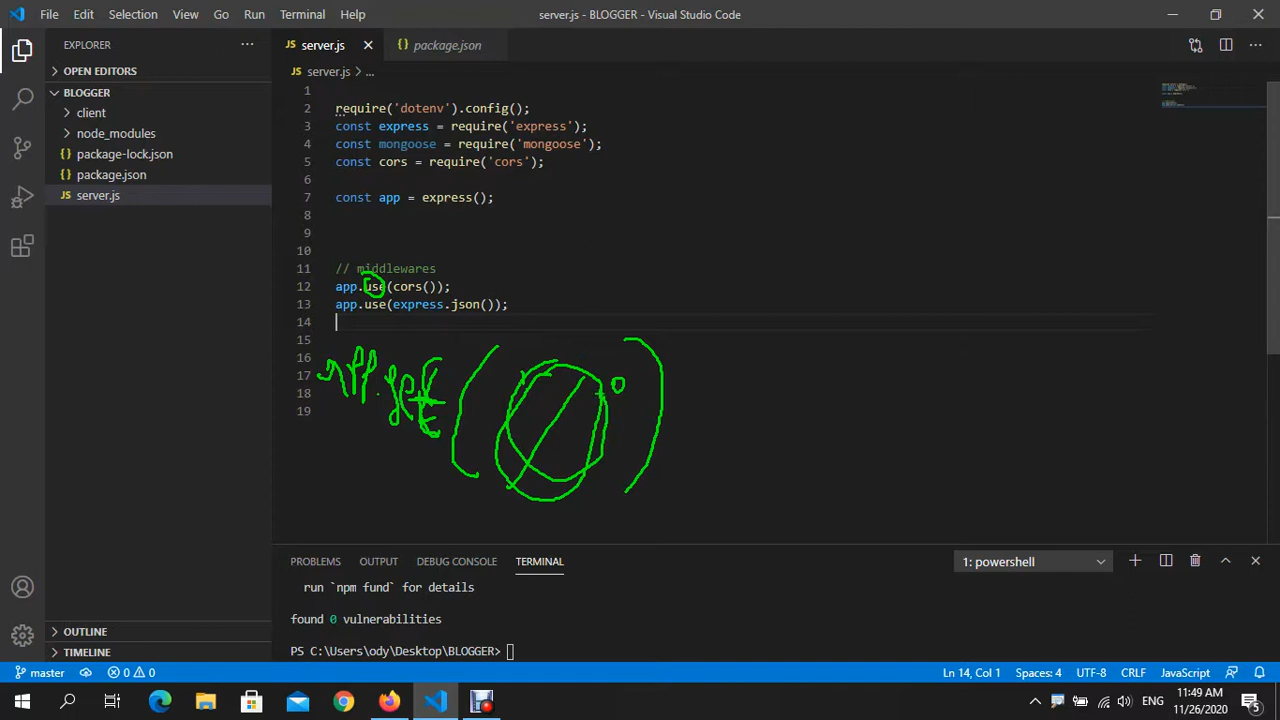 File Edit Selection View Go Run Terminal Help server.js - BLOGGER - Visual Studio Code
EXPLORER ··· JS server.js × {} package.json
JS server.js > ...
OPEN EDITORS
BLOGGER
client
node_modules
{} package-lock.json
{} package.json
JS server.js
1
2 require('dotenv').config();
3 const express = require('express');
4 const mongoose = require('mongoose');
5 const cors = require('cors');
6
7 const app = express();
8
9
10
11 // middlewares
12 app.use(cors());
13 app.use(express.json());
14
15
16
17
18
19
app.get( )
PROBLEMS OUTPUT DEBUG CONSOLE TERMINAL 1: powershell
run `npm fund` for details
found 0 vulnerabilities
PS C:\Users\ody\Desktop\BLOGGER>
OUTLINE
TIMELINE
master 0 0 Ln 14, Col 1 Spaces: 4 UTF-8 CRLF JavaScript
ENG 11:49 AM
11/26/2020 5